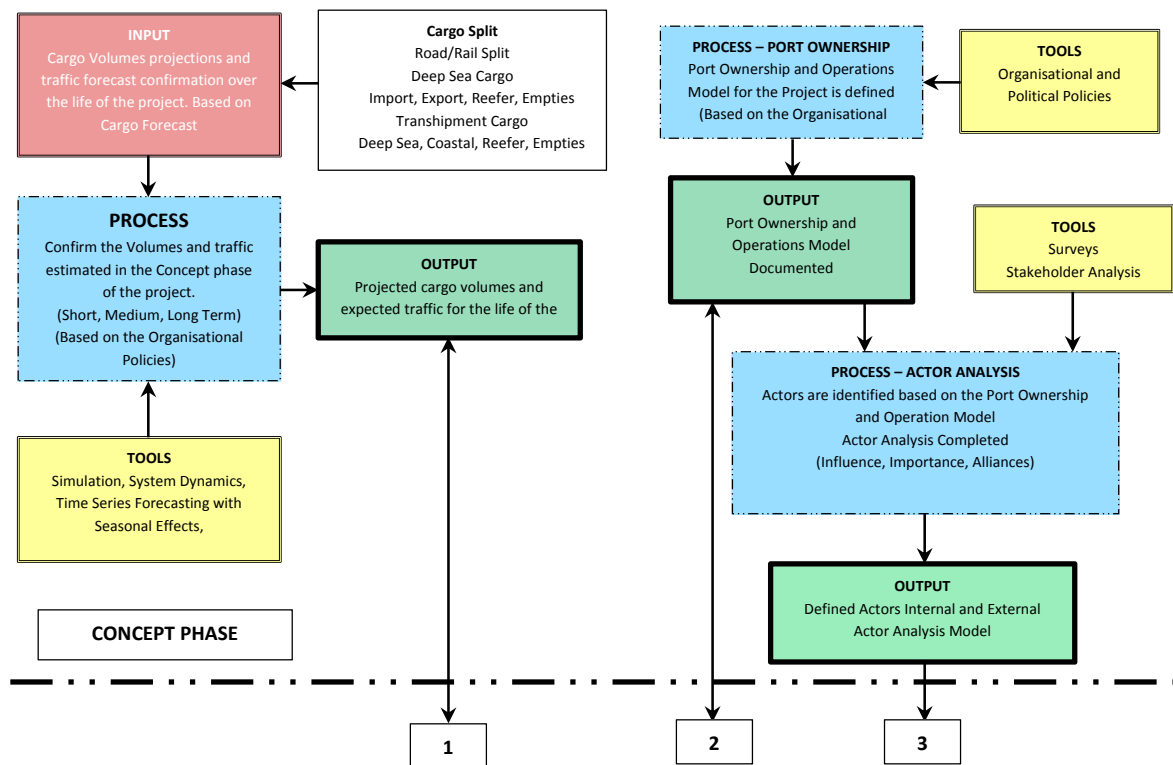 INPUT
Cargo Volumes projections and
traffic forecast confirmation over
the life of the project. Based on
Cargo Forecast
Cargo Split
Road/Rail Split
Deep Sea Cargo
Import, Export, Reefer, Empties
Transhipment Cargo
Deep Sea, Coastal, Reefer, Empties
PROCESS
Confirm the Volumes and traffic
estimated in the Concept phase
of the project.
(Short, Medium, Long Term)
(Based on the Organisational
Policies)
OUTPUT
Projected cargo volumes and
expected traffic for the life of the
TOOLS
Simulation, System Dynamics,
Time Series Forecasting with
Seasonal Effects,
PROCESS – PORT OWNERSHIP
Port Ownership and Operations
Model for the Project is defined
(Based on the Organisational
TOOLS
Organisational and
Political Policies
OUTPUT
Port Ownership and
Operations Model
Documented
TOOLS
Surveys
Stakeholder Analysis
PROCESS – ACTOR ANALYSIS
Actors are identified based on the Port Ownership
and Operation Model
Actor Analysis Completed
(Influence, Importance, Alliances)
OUTPUT
Defined Actors Internal and External
Actor Analysis Model
CONCEPT PHASE
1
2
3